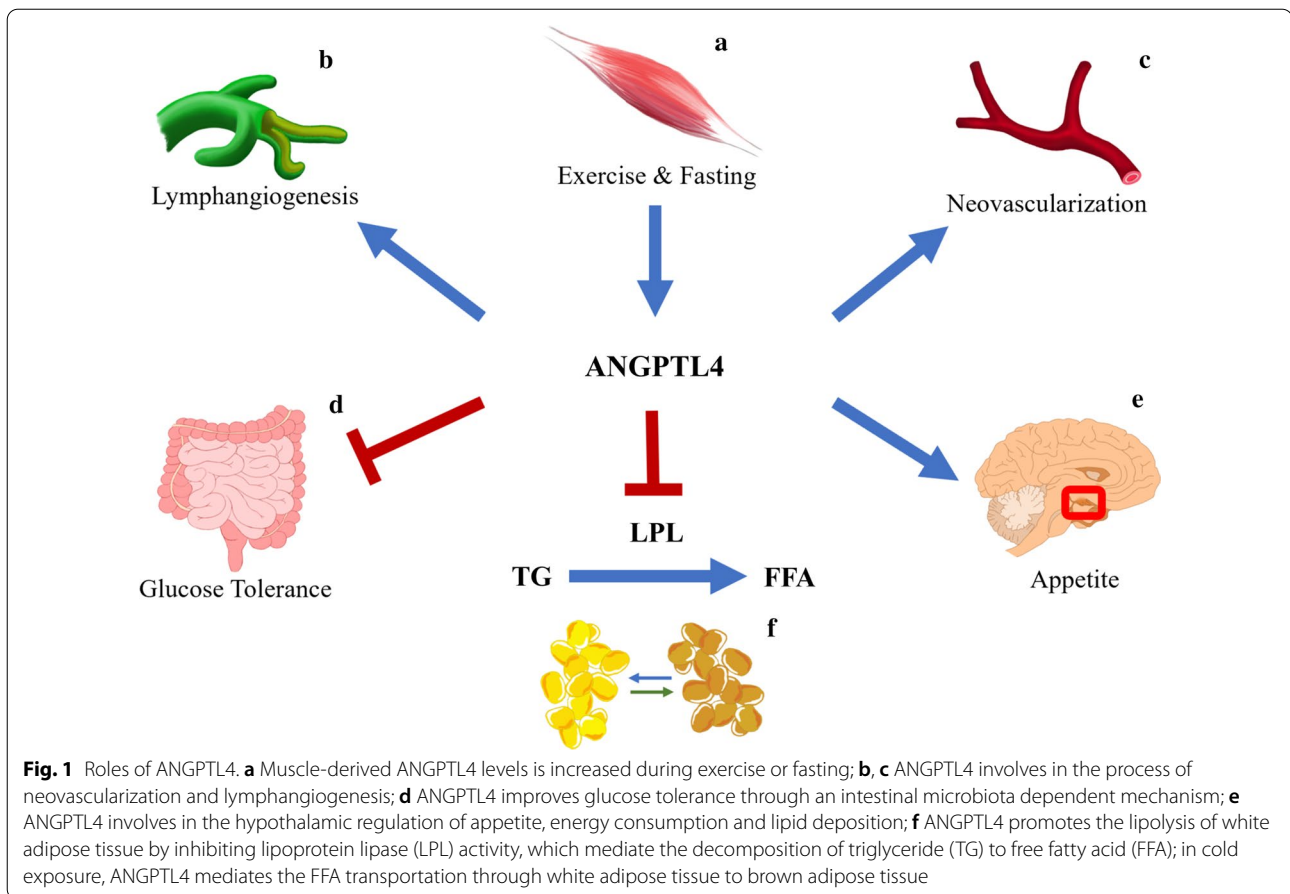 a
b
c
Lymphangiogenesis
Exercise & Fasting
Neovascularization
ANGPTL4
d
e
LPL
TG
FFA
Glucose Tolerance
Appetite
f
Fig. 1 Roles of ANGPTL4. a Muscle-derived ANGPTL4 levels is increased during exercise or fasting; b, c ANGPTL4 involves in the process of
neovascularization and lymphangiogenesis; d ANGPTL4 improves glucose tolerance through an intestinal microbiota dependent mechanism; e
ANGPTL4 involves in the hypothalamic regulation of appetite, energy consumption and lipid deposition; f ANGPTL4 promotes the lipolysis of white
adipose tissue by inhibiting lipoprotein lipase (LPL) activity, which mediate the decomposition of triglyceride (TG) to free fatty acid (FFA); in cold
exposure, ANGPTL4 mediates the FFA transportation through white adipose tissue to brown adipose tissue